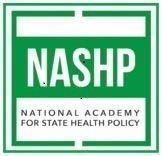 NASHP
NATIONAL ACADEMY
FOR STATE HEALTH POLICY